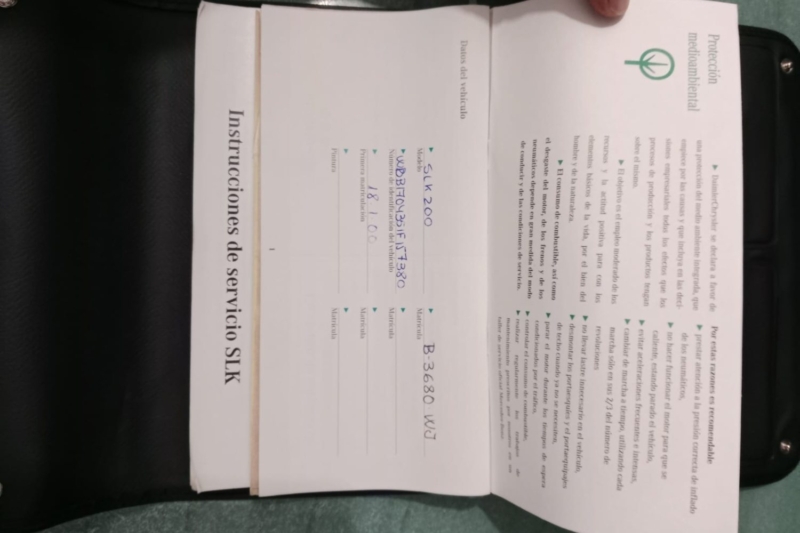 Protección
medioambiental
▶ DaimlerChrysler se declara a favor de
una protección del medio ambiente integrada, que
empiece por las causas y que incluya en las deci-
siones empresariales todos los efectos que los
procesos de producción y los productos tengan
sobre el mismo.
▶ El objetivo es el empleo moderado de los
recursos y la actitud positiva para con los
elementos básicos de la vida, por el bien del
hombre y de la naturaleza.
▶ El consumo de combustible, así como
el desgaste del motor, de los frenos y de los
neumáticos depende en gran medida del modo
de conducir y de las condiciones de servicio.
Por estas razones es recomendable
▶ prestar atención a la presión correcta de inflado
de los neumáticos,
▶ no hacer funcionar el motor para que se
caliente, estando parado el vehículo,
▶ evitar aceleraciones frecuentes e intensas,
▶ cambiar de marcha a tiempo, utilizando cada
marcha sólo en sus 2/3 del número de
revoluciones
▶ no llevar lastre innecesario en el vehículo,
▶ desmontar los portaesquíes y el portaequipajes
de techo cuando ya no se necesiten,
▶ parar el motor durante los tiempos de espera
condicionados por el tráfico,
▶ controlar el consumo de combustible,
▶ realizar regularmente los trabajos de
Datos del vehículo
▶ SLK 200
Modelo
▶ WDB1704351F157380
Número de identificación del vehículo
▶ 18 1 00
Primera matriculación
▶
Pintura
▶ B-3680 WJ
Matrícula
▶
Matrícula
▶
Matrícula
▶
Matrícula
Instrucciones de servicio SLK